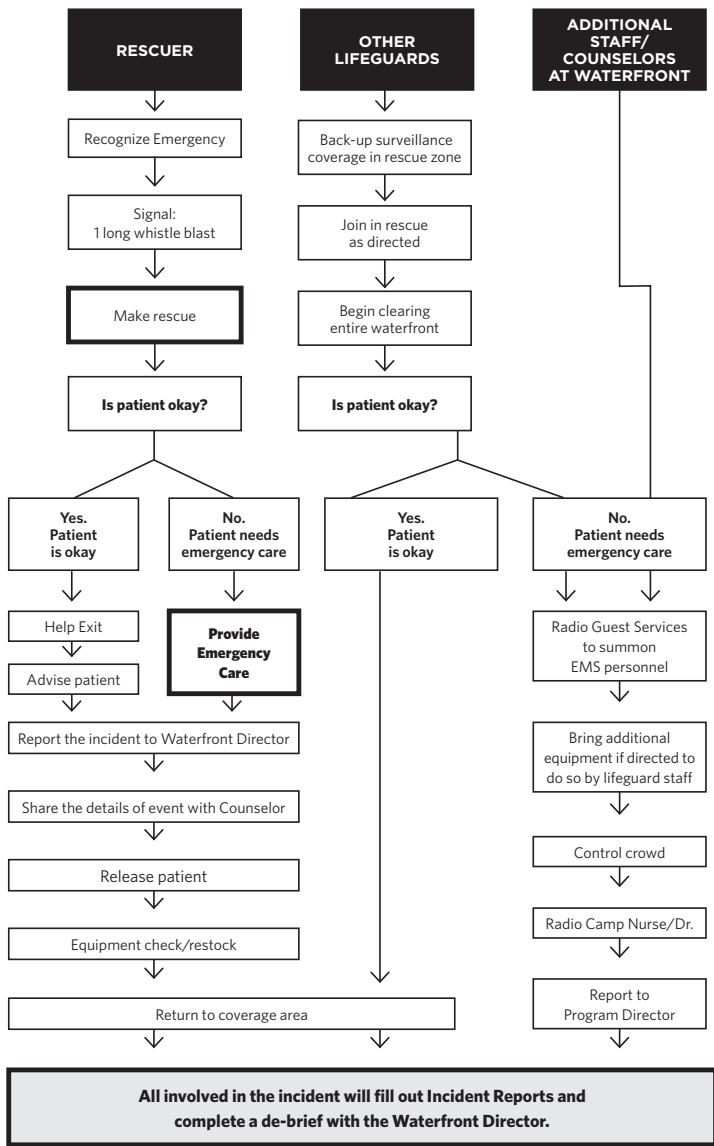 RESCUER
OTHER
LIFEGUARDS
ADDITIONAL
STAFF/
COUNSELORS
AT WATERFRONT
Recognize Emergency
Signal:
1 long whistle blast
Make rescue
Is patient okay?
Back-up surveillance
coverage in rescue zone
Join in rescue
as directed
Begin clearing
entire waterfront
Is patient okay?
Yes.
Patient
is okay
No.
Patient needs
emergency care
Yes.
Patient
is okay
No.
Patient needs
emergency care
Help Exit
Advise patient
Provide
Emergency
Care
Report the incident to Waterfront Director
Share the details of event with Counselor
Release patient
Equipment check/restock
Return to coverage area
Radio Guest Services
to summon
EMS personnel
Bring additional
equipment if directed to
do so by lifeguard staff
Control crowd
Radio Camp Nurse/Dr.
Report to
Program Director
All involved in the incident will fill out Incident Reports and
complete a de-brief with the Waterfront Director.